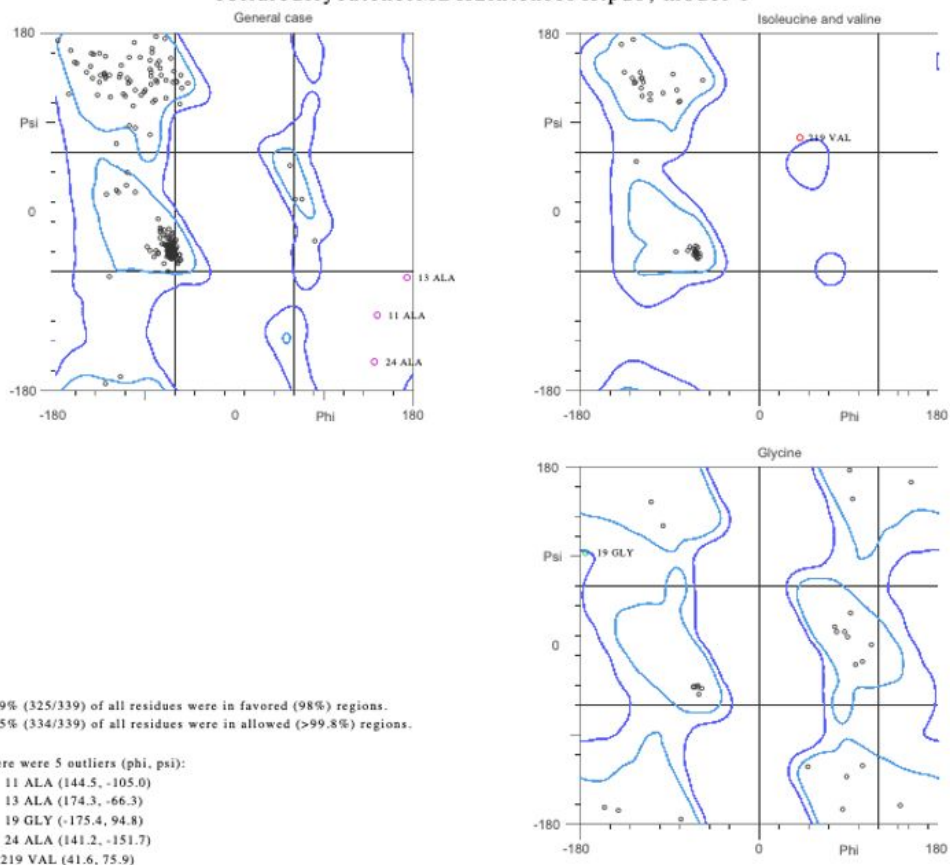 General case
Isoleucine and valine
180
Psi
0
-180
-180
0
Phi
180
13 ALA
11 ALA
24 ALA
180
Psi
0
-180
-180
0
Phi
180
219 VAL
Glycine
180
Psi
0
-180
-180
0
Phi
180
19 GLY
9% (325/339) of all residues were in favored (98%) regions.
5% (334/339) of all residues were in allowed (>99.8%) regions.
ere were 5 outliers (phi, psi):
11 ALA (144.5, -105.0)
13 ALA (174.3, -66.3)
19 GLY (-175.4, 94.8)
24 ALA (141.2, -151.7)
219 VAL (41.6, 75.9)